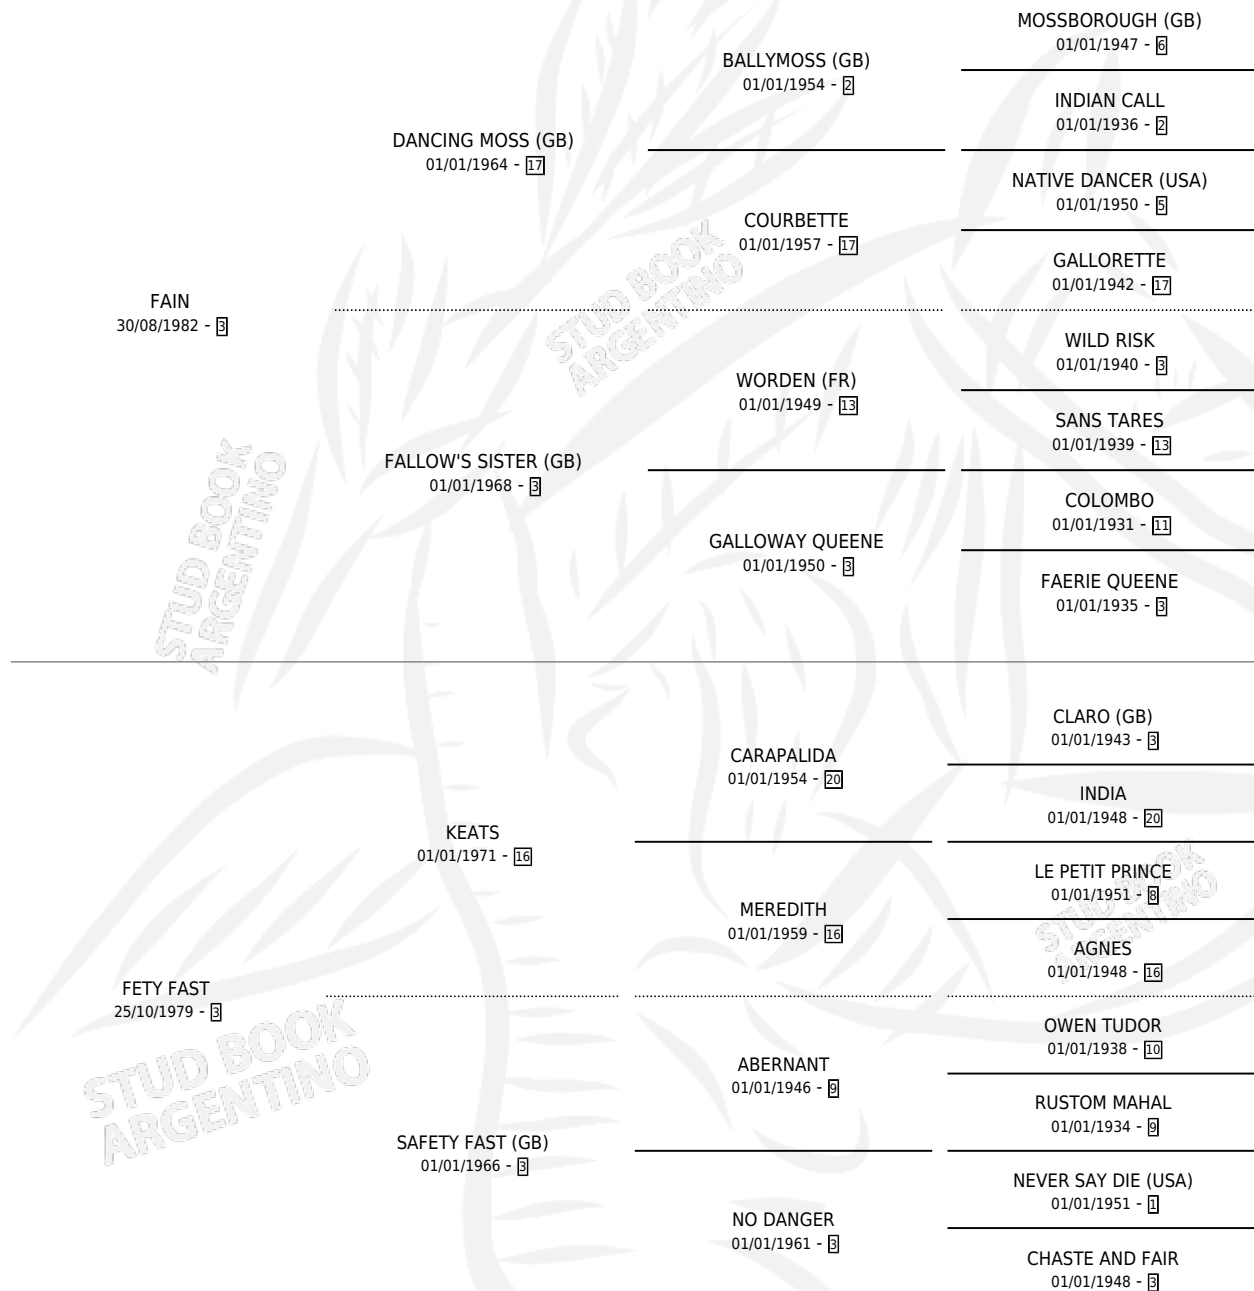 MOSSBOROUGH (GB)
01/01/1947 - 6
BALLYMOSS (GB)
01/01/1954 - 2
INDIAN CALL
01/01/1936 - 2
DANCING MOSS (GB)
01/01/1964 - 17
NATIVE DANCER (USA)
01/01/1950 - 5
COURBETTE
01/01/1957 - 17
GALLORETTE
01/01/1942 - 17
FAIN
30/08/1982 - 3
STUD BOOK
ARGENTINO
WILD RISK
01/01/1940 - 3
WORDEN (FR)
01/01/1949 - 13
SANS TARES
01/01/1939 - 13
FALLOW'S SISTER (GB)
01/01/1968 - 3
COLOMBO
01/01/1931 - 11
GALLOWAY QUEENE
01/01/1950 - 3
FAERIE QUEENE
01/01/1935 - 3
STUD BOOK
ARGENTINO
CLARO (GB)
01/01/1943 - 3
CARAPALIDA
01/01/1954 - 20
INDIA
01/01/1948 - 20
KEATS
01/01/1971 - 16
LE PETIT PRINCE
01/01/1951 - 8
MEREDITH
01/01/1959 - 16
AGNES
01/01/1948 - 16
STUD BOOK
ARGENTINO
FETY FAST
25/10/1979 - 3
STUD BOOK
ARGENTINO
OWEN TUDOR
01/01/1938 - 10
ABERNANT
01/01/1946 - 9
RUSTOM MAHAL
01/01/1934 - 9
SAFETY FAST (GB)
01/01/1966 - 3
NEVER SAY DIE (USA)
01/01/1951 - 1
NO DANGER
01/01/1961 - 3
CHASTE AND FAIR
01/01/1948 - 3